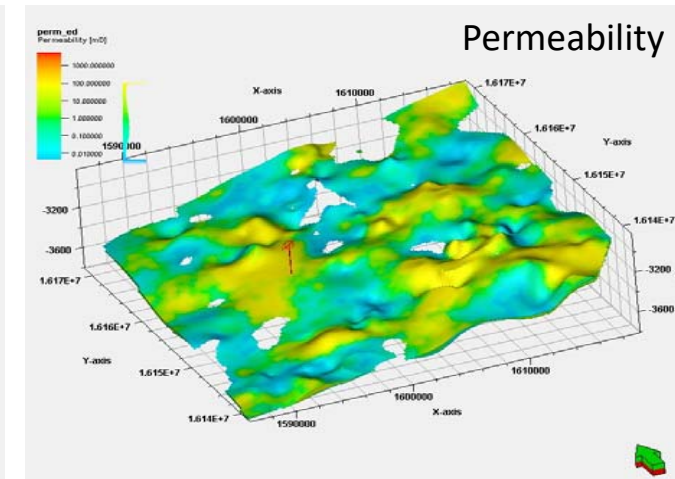 Permeability
perm_ed
Permeability [mD]
1000.000000
100.000000
10.000000
1.000000
0.100000
0.010000
1590000
1600000
X-axis
1610000
1.617E+7
1.616E+7
Y-axis
1.615E+7
1.614E+7
-3200
-3600
-3200
-3600
1.617E+7
1.616E+7
Y-axis
1.615E+7
1.614E+7
1590000
1600000
X-axis
1610000